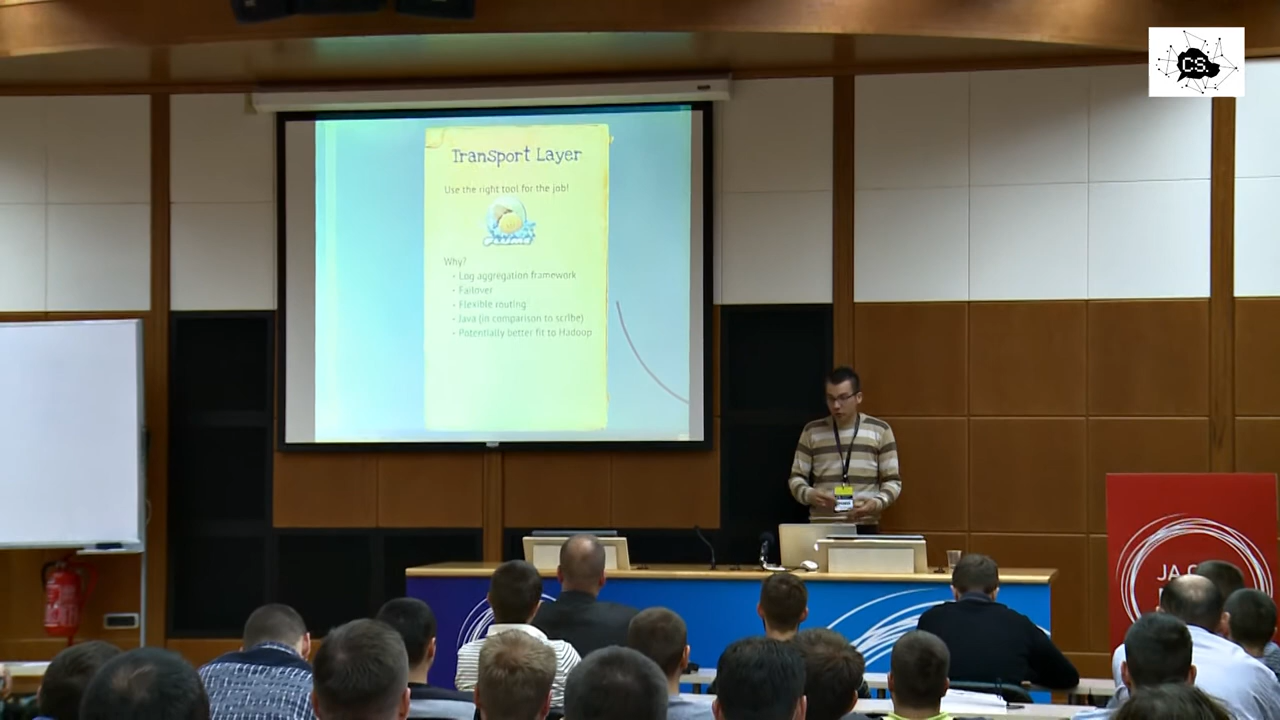 CS.
Transport Layer
Use the right tool for the job!
Why?
- Log aggregation framework
- Failover
- Flexible routing
- Java (in comparison to scribe)
- Potentially better fit to Hadoop
JA